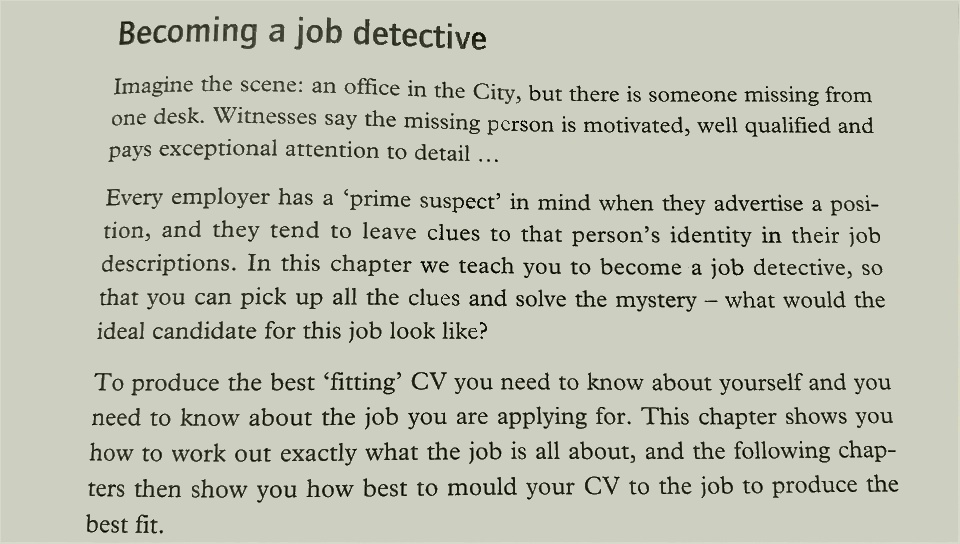 Becoming a job detective
Imagine the scene: an office in the City, but there is someone missing from
one desk. Witnesses say the missing person is motivated, well qualified and
pays exceptional attention to detail …
Every employer has a ‘prime suspect’ in mind when they advertise a posi-
tion, and they tend to leave clues to that person’s identity in their job
descriptions. In this chapter we teach you to become a job detective, so
that you can pick up all the clues and solve the mystery – what would the
ideal candidate for this job look like?
To produce the best ‘fitting’ CV you need to know about yourself and you
need to know about the job you are applying for. This chapter shows you
how to work out exactly what the job is all about, and the following chap-
ters then show you how best to mould your CV to the job to produce the
best fit.